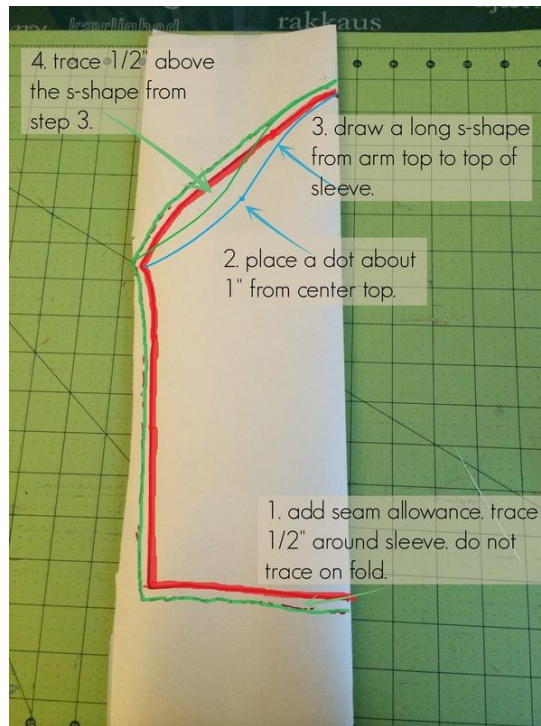 kærlighed
rakkaus
4. trace 1/2" above
the s-shape from
step 3.
3. draw a long s-shape
from arm top to top of
sleeve.
2. place a dot about
1" from center top.
1. add seam allowance. trace
1/2" around sleeve. do not
trace on fold.